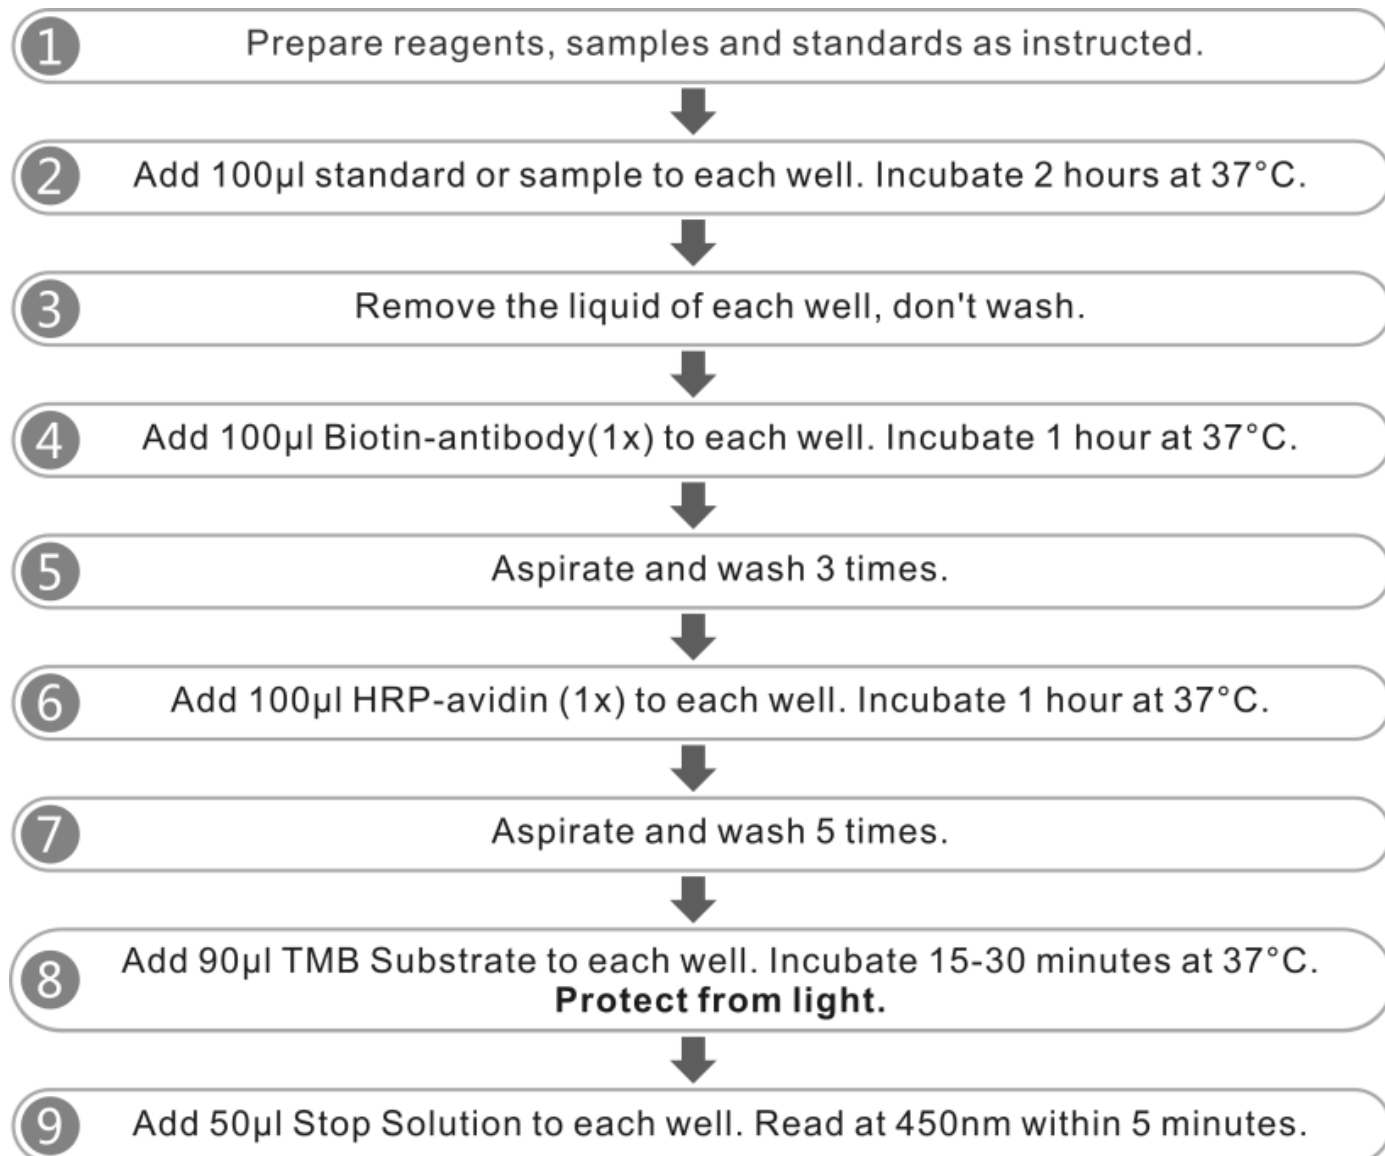 1 Prepare reagents, samples and standards as instructed.
2 Add 100µl standard or sample to each well. Incubate 2 hours at 37°C.
3 Remove the liquid of each well, don't wash.
4 Add 100µl Biotin-antibody(1x) to each well. Incubate 1 hour at 37°C.
5 Aspirate and wash 3 times.
6 Add 100µl HRP-avidin (1x) to each well. Incubate 1 hour at 37°C.
7 Aspirate and wash 5 times.
8 Add 90µl TMB Substrate to each well. Incubate 15-30 minutes at 37°C.
Protect from light.
9 Add 50µl Stop Solution to each well. Read at 450nm within 5 minutes.